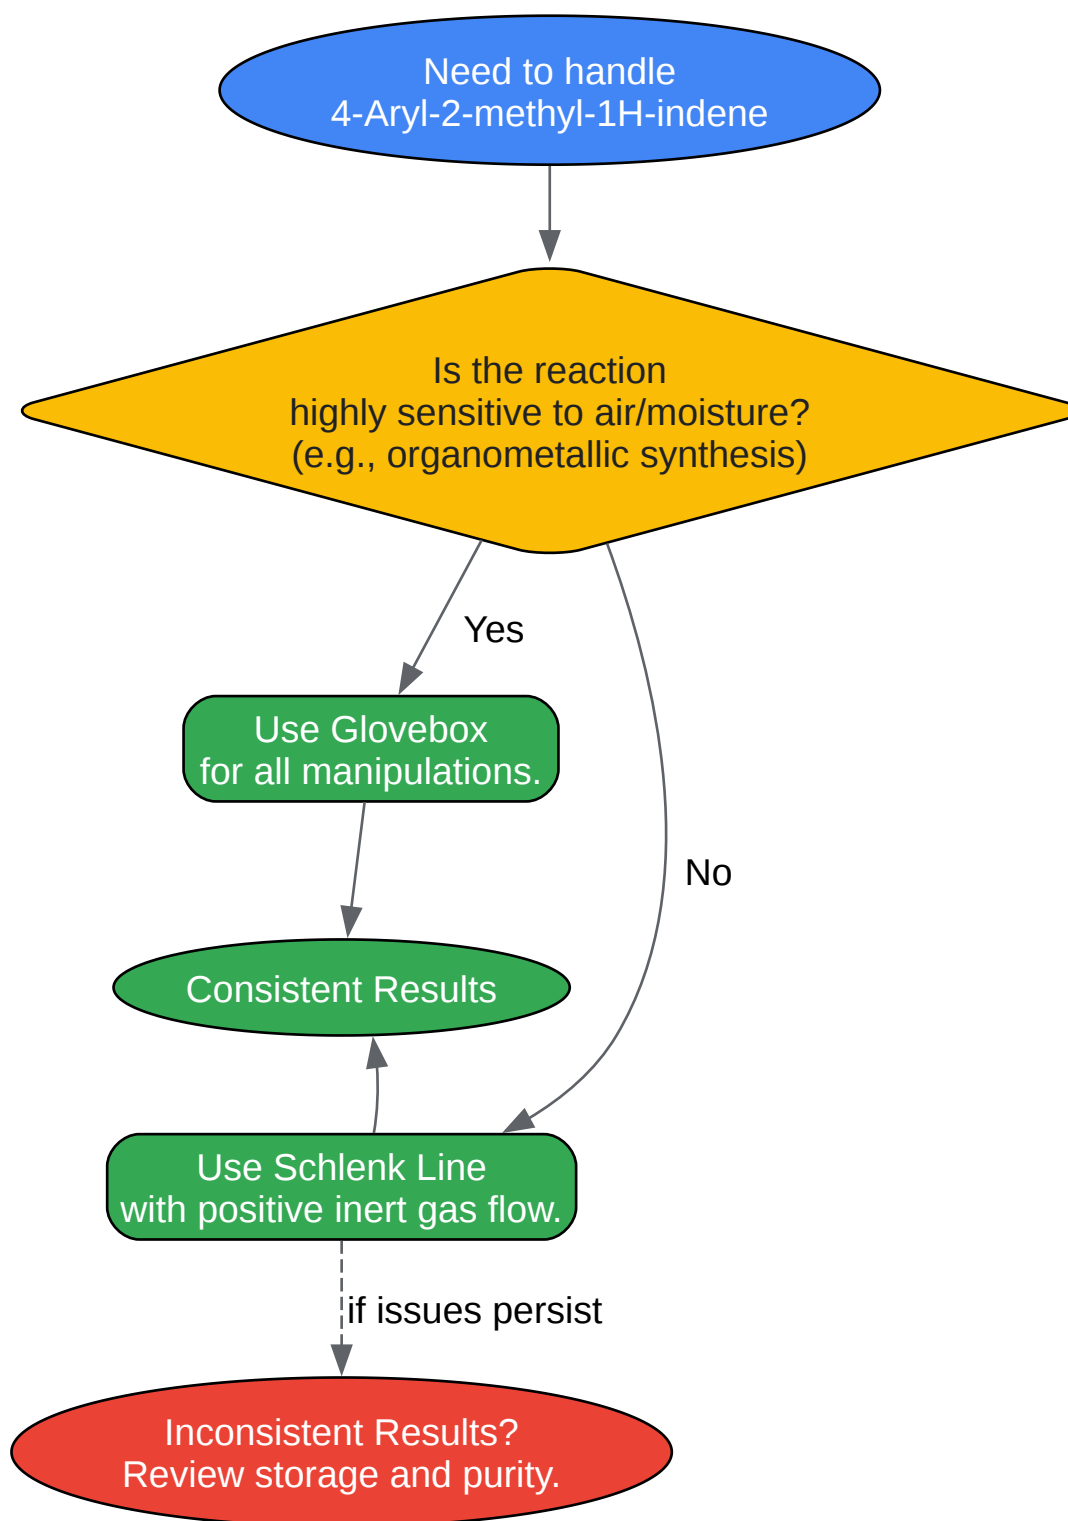 Need to handle
4-Aryl-2-methyl-1H-indene
Is the reaction
highly sensitive to air/moisture?
(e.g., organometallic synthesis)
Yes
Use Glovebox
for all manipulations.
No
Consistent Results
Use Schlenk Line
with positive inert gas flow.
if issues persist
Inconsistent Results?
Review storage and purity.